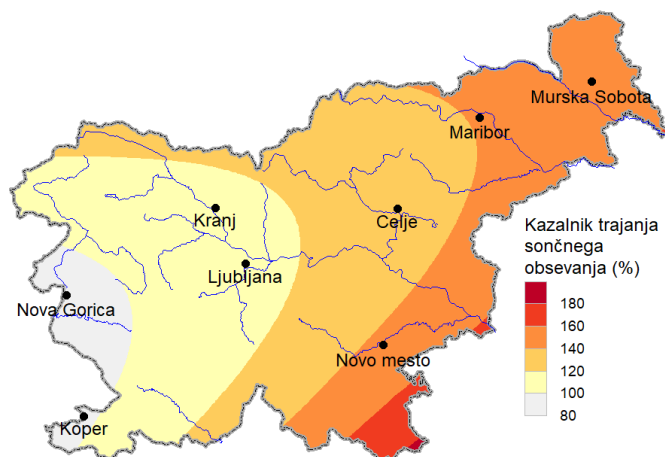 Murska Sobota
Maribor
Kranj
Celje
Ljubljana
Nova Gorica
Novo mesto
Koper
Kazalnik trajanja
sončnega
obsevanja (%)
180
160
140
120
100
80